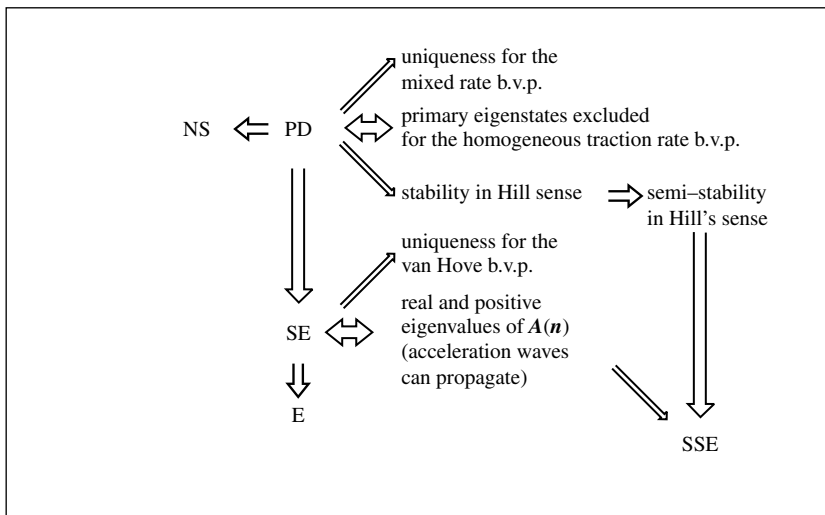 uniqueness for the
mixed rate b.v.p.
NS
PD
primary eigenstates excluded
for the homogeneous traction rate b.v.p.
stability in Hill sense
semi–stability
in Hill's sense
uniqueness for the
van Hove b.v.p.
SE
real and positive
eigenvalues of A(n)
(acceleration waves
can propagate)
E
SSE